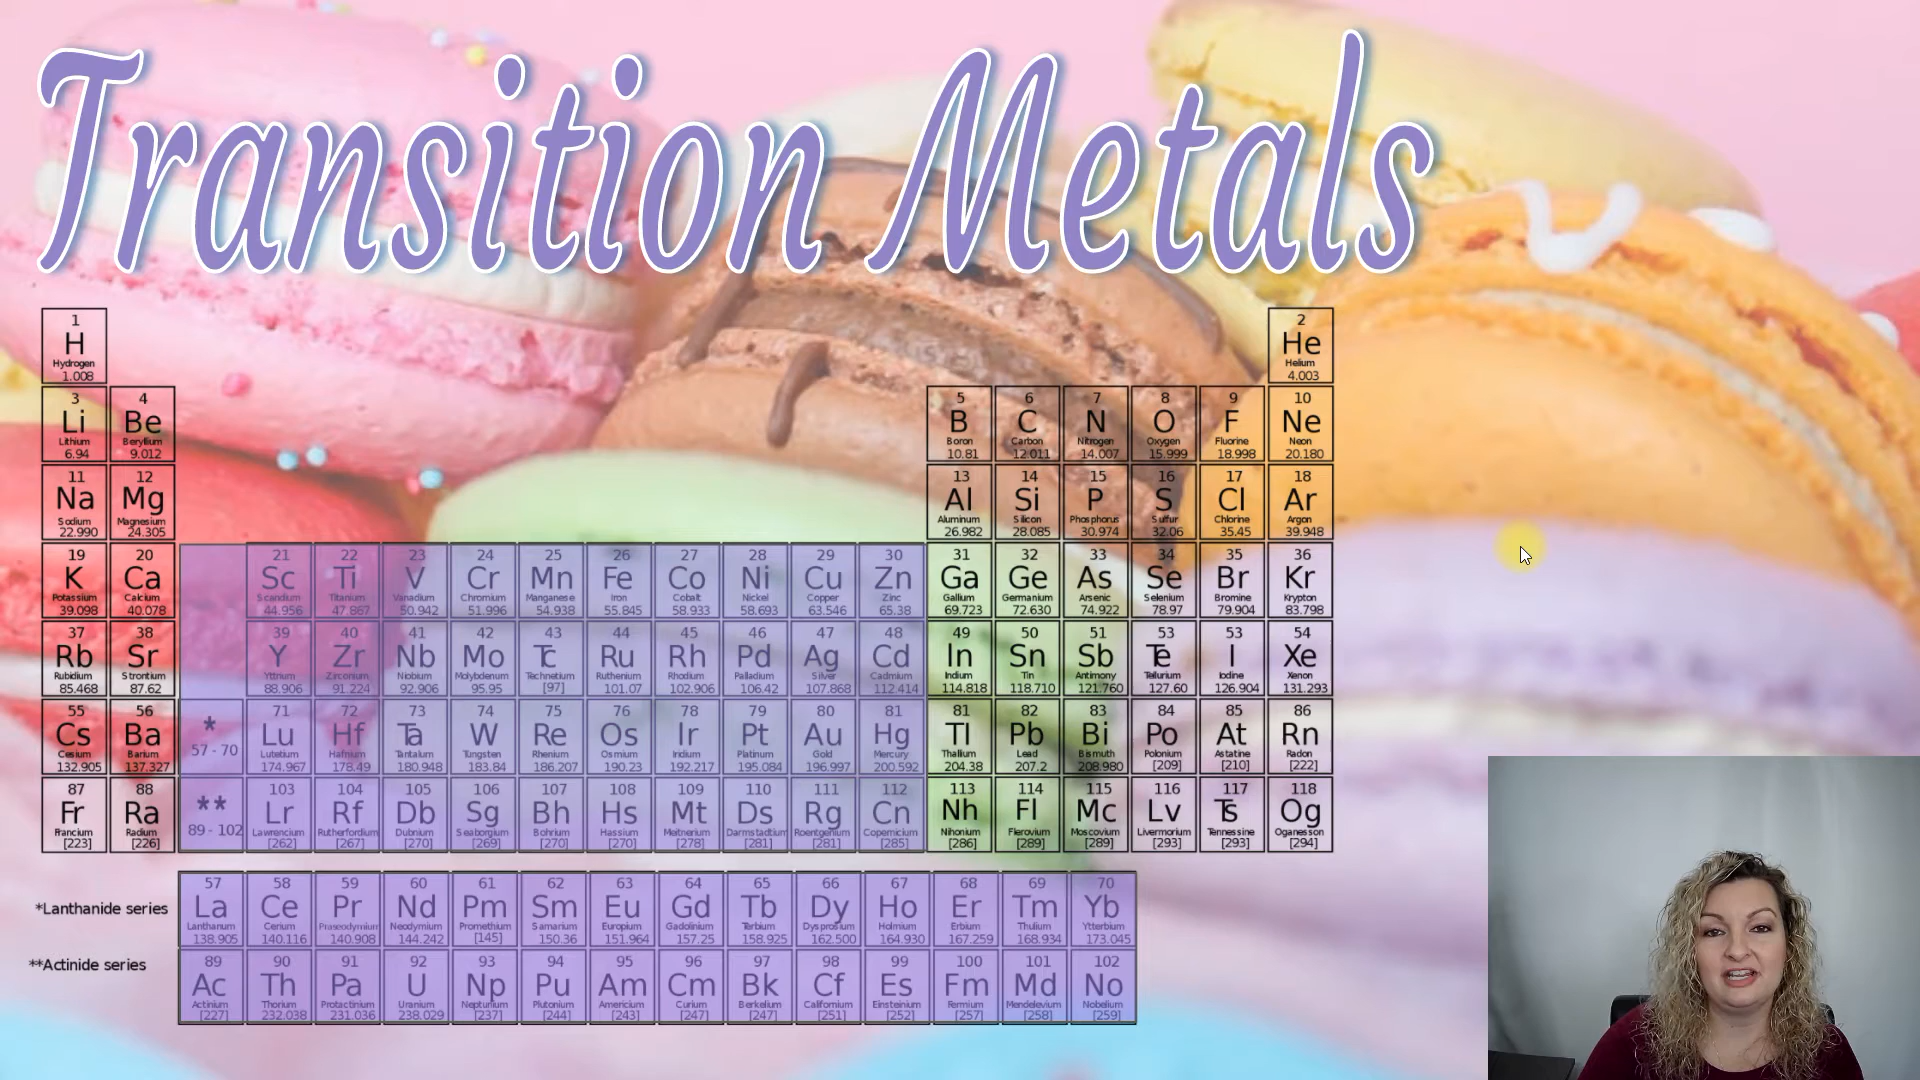 Transition Metals
1 2
H He
Hydrogen Helium
1.008 4.003
3 4 5 6 7 8 9 10
Li Be B C N O F Ne
Lithium Beryllium Boron Carbon Nitrogen Oxygen Fluorine Neon
6.94 9.012 10.81 12.011 14.007 15.999 18.998 20.180
11 12 13 14 15 16 17 18
Na Mg Al Si P S Cl Ar
Sodium Magnesium Aluminum Silicon Phosphorus Sulfur Chlorine Argon
22.990 24.305 26.982 28.085 30.974 32.06 35.45 39.948
19 20 21 22 23 24 25 26 27 28 29 30 31 32 33 34 35 36
K Ca Sc Ti V Cr Mn Fe Co Ni Cu Zn Ga Ge As Se Br Kr
Potassium Calcium Scandium Titanium Vanadium Chromium Manganese Iron Cobalt Nickel Copper Zinc Gallium Germanium Arsenic Selenium Bromine Krypton
39.098 40.078 44.956 47.867 50.942 51.996 54.938 55.845 58.933 58.693 63.546 65.38 69.723 72.630 74.922 78.97 79.904 83.798
37 38 39 40 41 42 43 44 45 46 47 48 49 50 51 53 53 54
Rb Sr Y Zr Nb Mo Tc Ru Rh Pd Ag Cd In Sn Sb Te I Xe
Rubidium Strontium Yttrium Zirconium Niobium Molybdenum Technetium Ruthenium Rhodium Palladium Silver Cadmium Indium Tin Antimony Tellurium Iodine Xenon
85.468 87.62 88.906 91.224 92.906 95.95 [97] 101.07 102.906 106.42 107.868 112.414 114.818 118.710 121.760 127.60 126.904 131.293
55 56 * 71 72 73 74 75 76 78 79 80 81 81 82 83 84 85 86
Cs Ba 57 - 70 Lu Hf Ta W Re Os Ir Pt Au Hg Tl Pb Bi Po At Rn
Cesium Barium Lutetium Hafnium Tantalum Tungsten Rhenium Osmium Iridium Platinum Gold Mercury Thallium Lead Bismuth Polonium Astatine Radon
132.905 137.327 174.967 178.49 180.948 183.84 186.207 190.23 192.217 195.084 196.997 200.592 204.38 207.2 208.980 [209] [210] [222]
87 88 ** 103 104 105 106 107 108 109 110 111 112 113 114 115 116 117 118
Fr Ra 89 - 102 Lr Rf Db Sg Bh Hs Mt Ds Rg Cn Nh Fl Mc Lv Ts Og
Francium Radium Lawrencium Rutherfordium Dubnium Seaborgium Bohrium Hassium Meitnerium Darmstadtium Roentgenium Copernicium Nihonium Flerovium Moscovium Livermorium Tennessine Oganesson
[223] [226] [262] [267] [270] [269] [270] [270] [278] [281] [281] [285] [286] [289] [289] [293] [293] [294]
57 58 59 60 61 62 63 64 65 66 67 68 69 70
*Lanthanide series La Ce Pr Nd Pm Sm Eu Gd Tb Dy Ho Er Tm Yb
Lanthanum Cerium Praseodymium Neodymium Promethium Samarium Europium Gadolinium Terbium Dysprosium Holmium Erbium Thulium Ytterbium
138.905 140.116 140.908 144.242 [145] 150.36 151.964 157.25 158.925 162.500 164.930 167.259 168.934 173.045
89 90 91 92 93 94 95 96 97 98 99 100 101 102
**Actinide series Ac Th Pa U Np Pu Am Cm Bk Cf Es Fm Md No
Actinium Thorium Protactinium Uranium Neptunium Plutonium Americium Curium Berkelium Californium Einsteinium Fermium Mendelevium Nobelium
[227] 232.038 231.036 238.029 [237] [244] [243] [247] [247] [251] [252] [257] [258] [259]